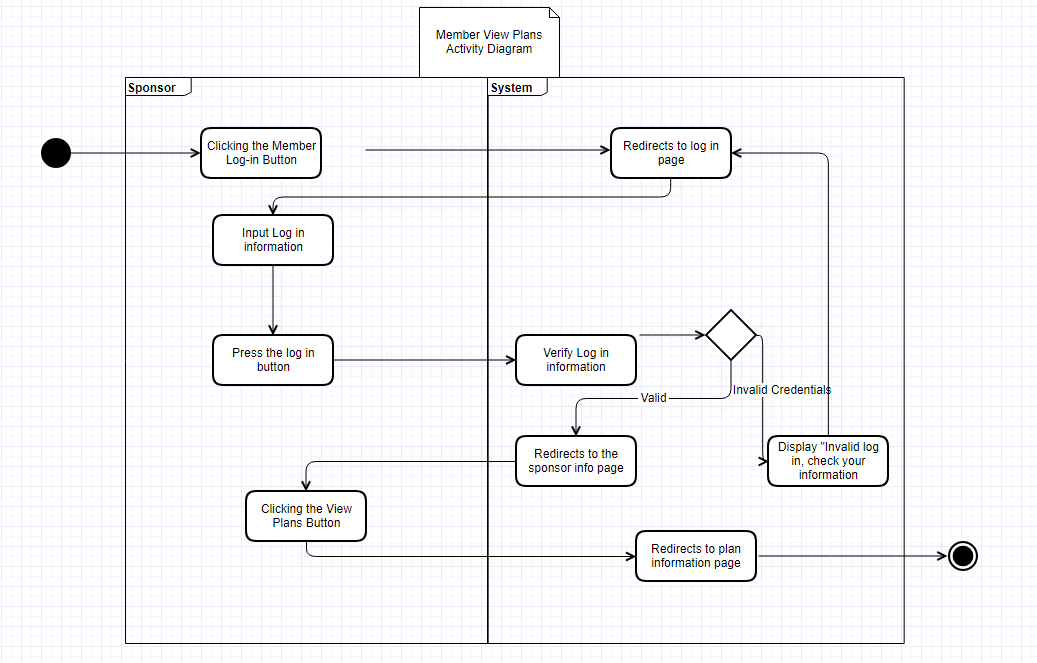 Member View Plans
Activity Diagram
Sponsor
System
Clicking the Member
Log-in Button
Redirects to log in
page
Input Log in
information
Press the log in
button
Verify Log in
information
Invalid Credentials
Valid
Redirects to the
sponsor info page
Display "Invalid log
in, check your
information
Clicking the View
Plans Button
Redirects to plan
information page